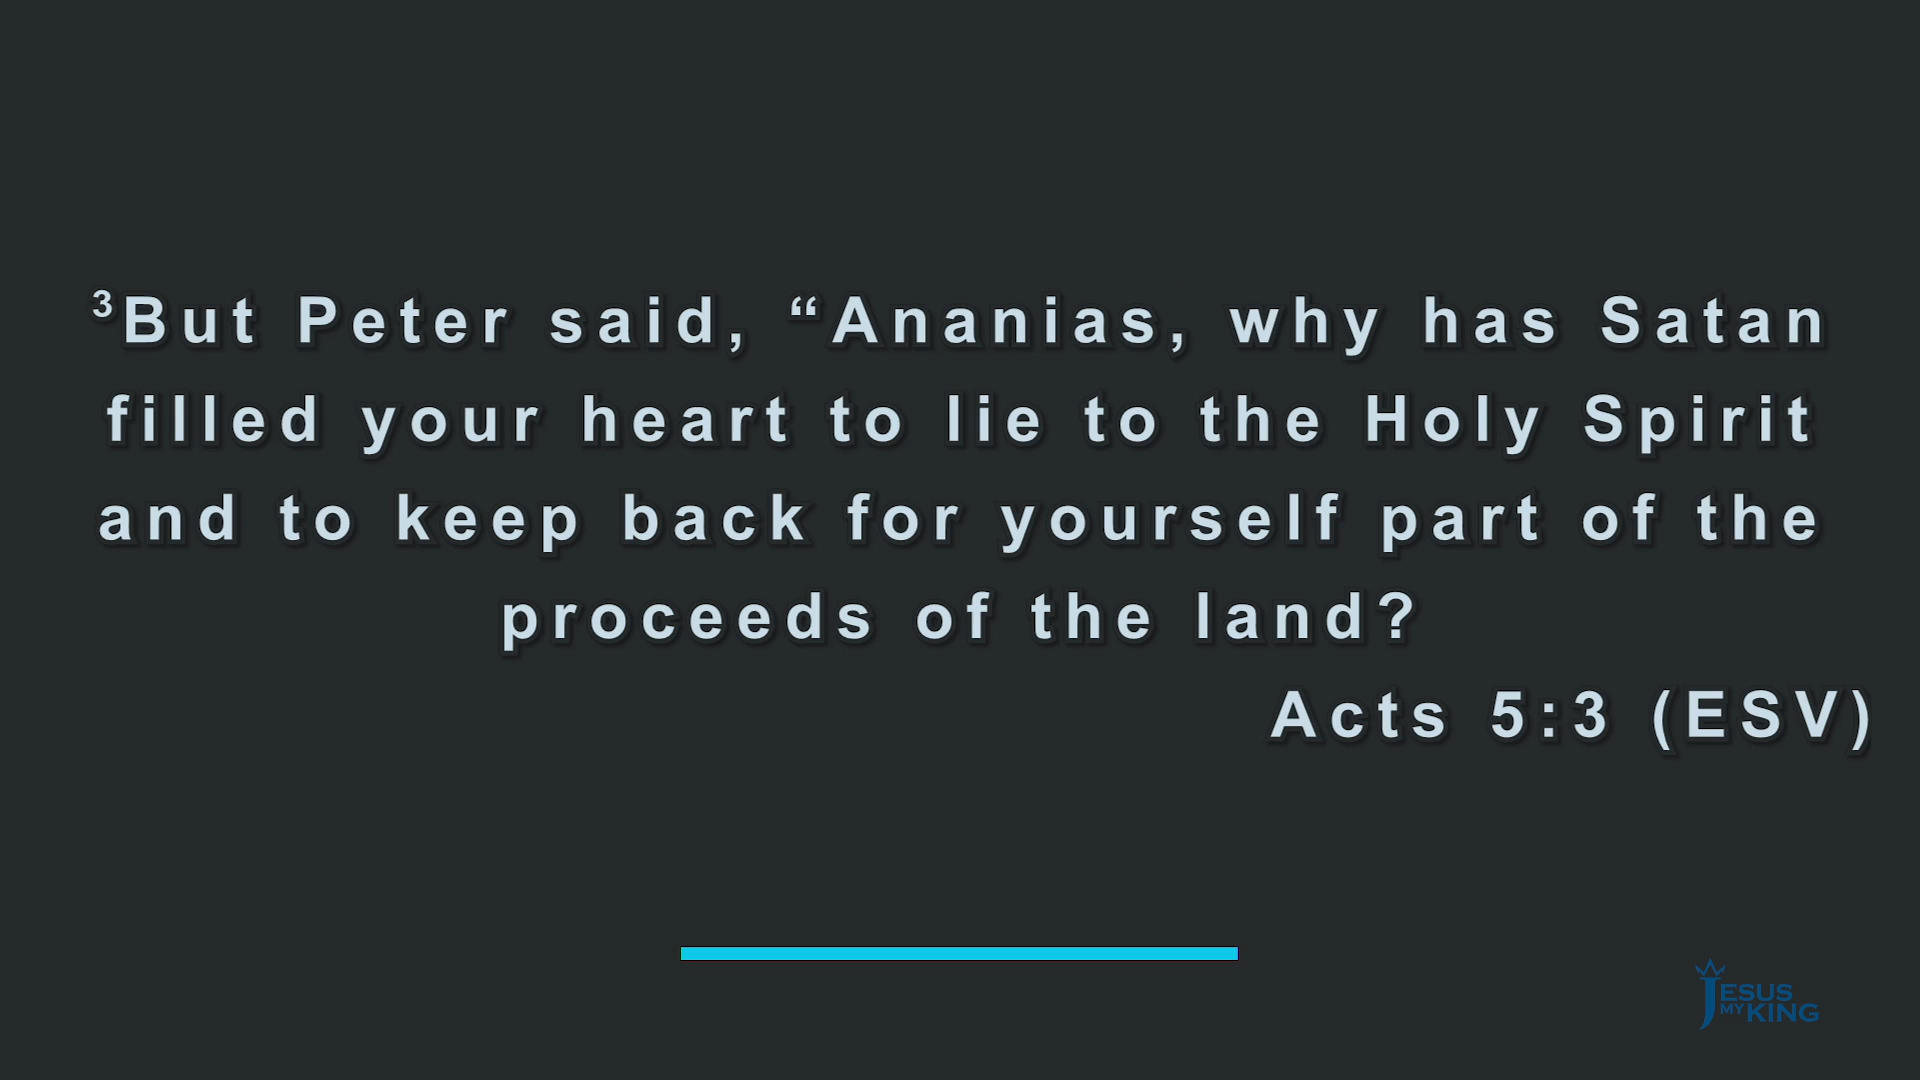 ³But Peter said, “Ananias, why has Satan
filled your heart to lie to the Holy Spirit
and to keep back for yourself part of the
proceeds of the land?
Acts 5:3 (ESV)
JESUS
MY KING